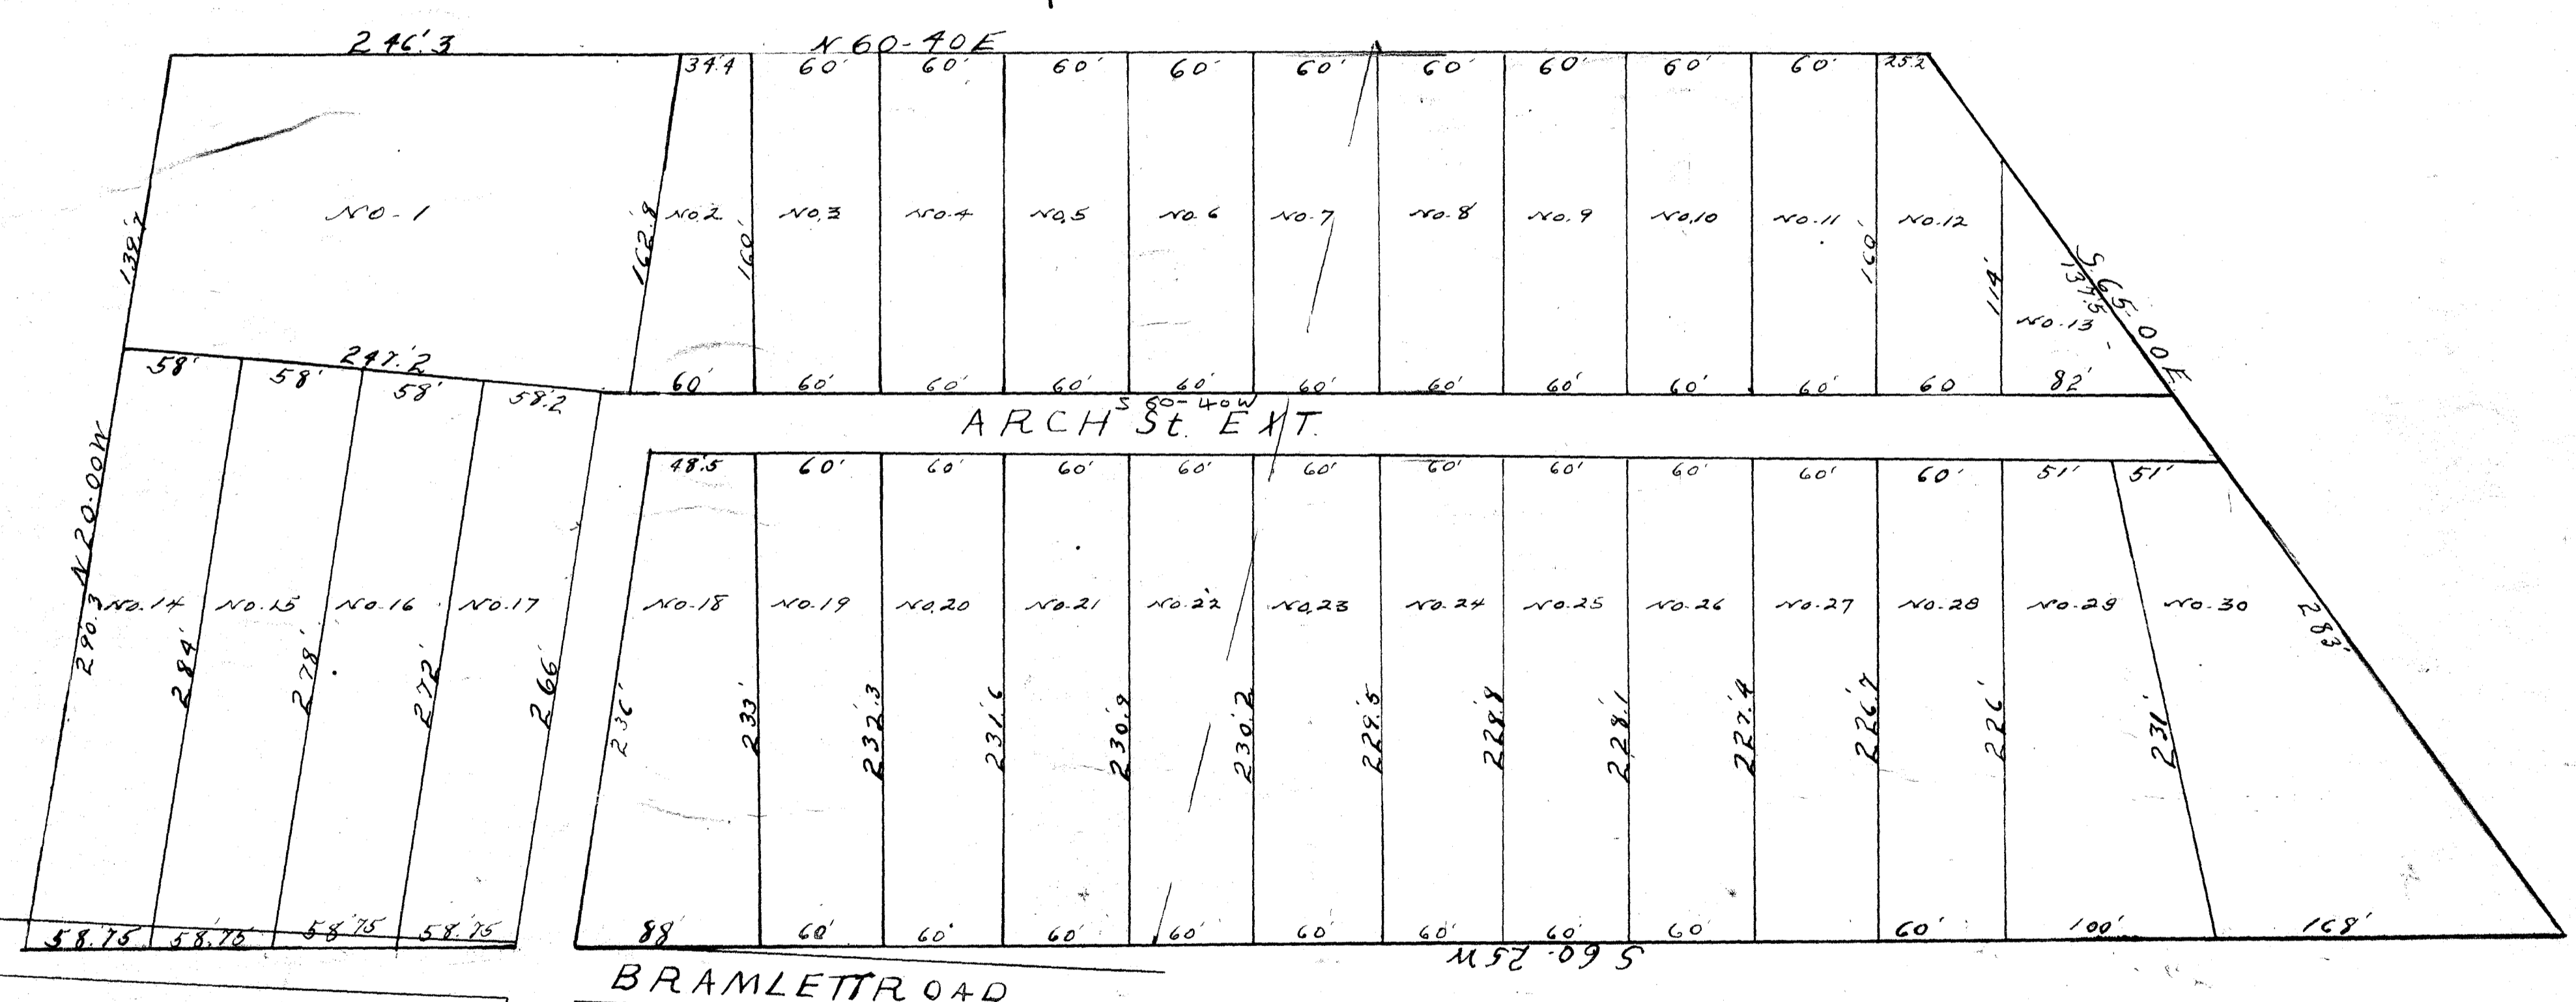 246.'3 N 60-40E
34.4 60' 60' 60' 60' 60' 60' 60' 60' 60' 25.2
NO-1 NO.2 NO.3 NO.4 NO.5 NO.6 NO.7 NO.8 NO.9 NO.10 NO.11 NO.12
162.'9 160' 160' 114'
S.65-00E
137.'5
NO.13
247.'2
60' 60' 60' 60' 60' 60' 60' 60' 60' 60' 60 82'
58' 58' 58' 58.2
S 60-40W
ARCH St. EXT.
48.'5 60' 60' 60' 60' 60' 60' 60' 60' 60' 60' 51' 51'
N 20-00W
NO.14 NO.15 NO.16 NO.17 NO.18 NO.19 NO.20 NO.21 NO.22 NO.23 NO.24 NO.25 NO.26 NO.27 NO.28 NO.29 NO.30
283'
290.'3 284' 278' 272' 266' 236' 233' 232.'3 231.'6 230.'9 230.'2 229.'5 228.'8 228.'1 227.'4 226.'7 226' 231'
58.75 58.75 58.'75 58.'75 88' 60' 60' 60' 60' 60' 60' 60' 60' 60' 100' 168'
S 60-25W
BRAMLETT ROAD